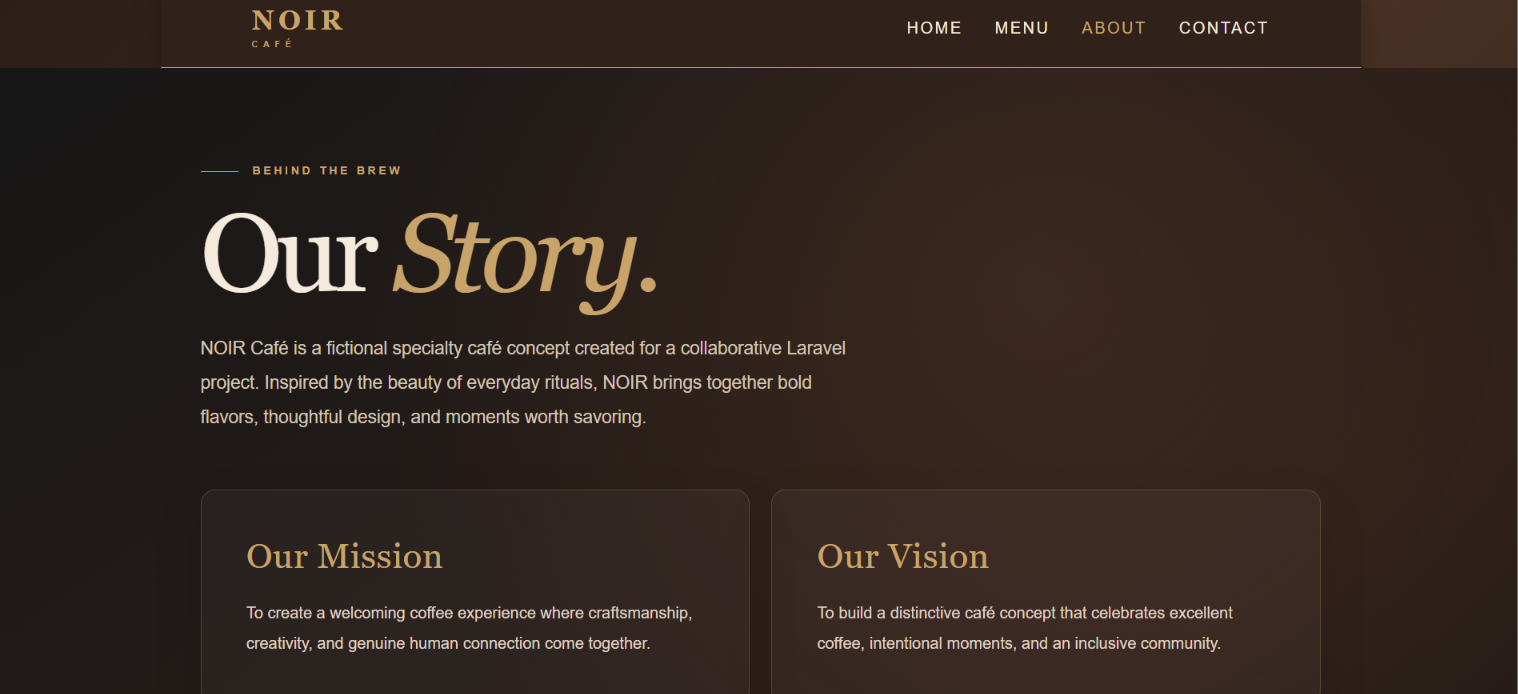 NOIR
CAFÉ
HOME MENU ABOUT CONTACT
BEHIND THE BREW
Our Story.
NOIR Café is a fictional specialty café concept created for a collaborative Laravel
project. Inspired by the beauty of everyday rituals, NOIR brings together bold
flavors, thoughtful design, and moments worth savoring.
Our Mission
To create a welcoming coffee experience where craftsmanship,
creativity, and genuine human connection come together.
Our Vision
To build a distinctive café concept that celebrates excellent
coffee, intentional moments, and an inclusive community.